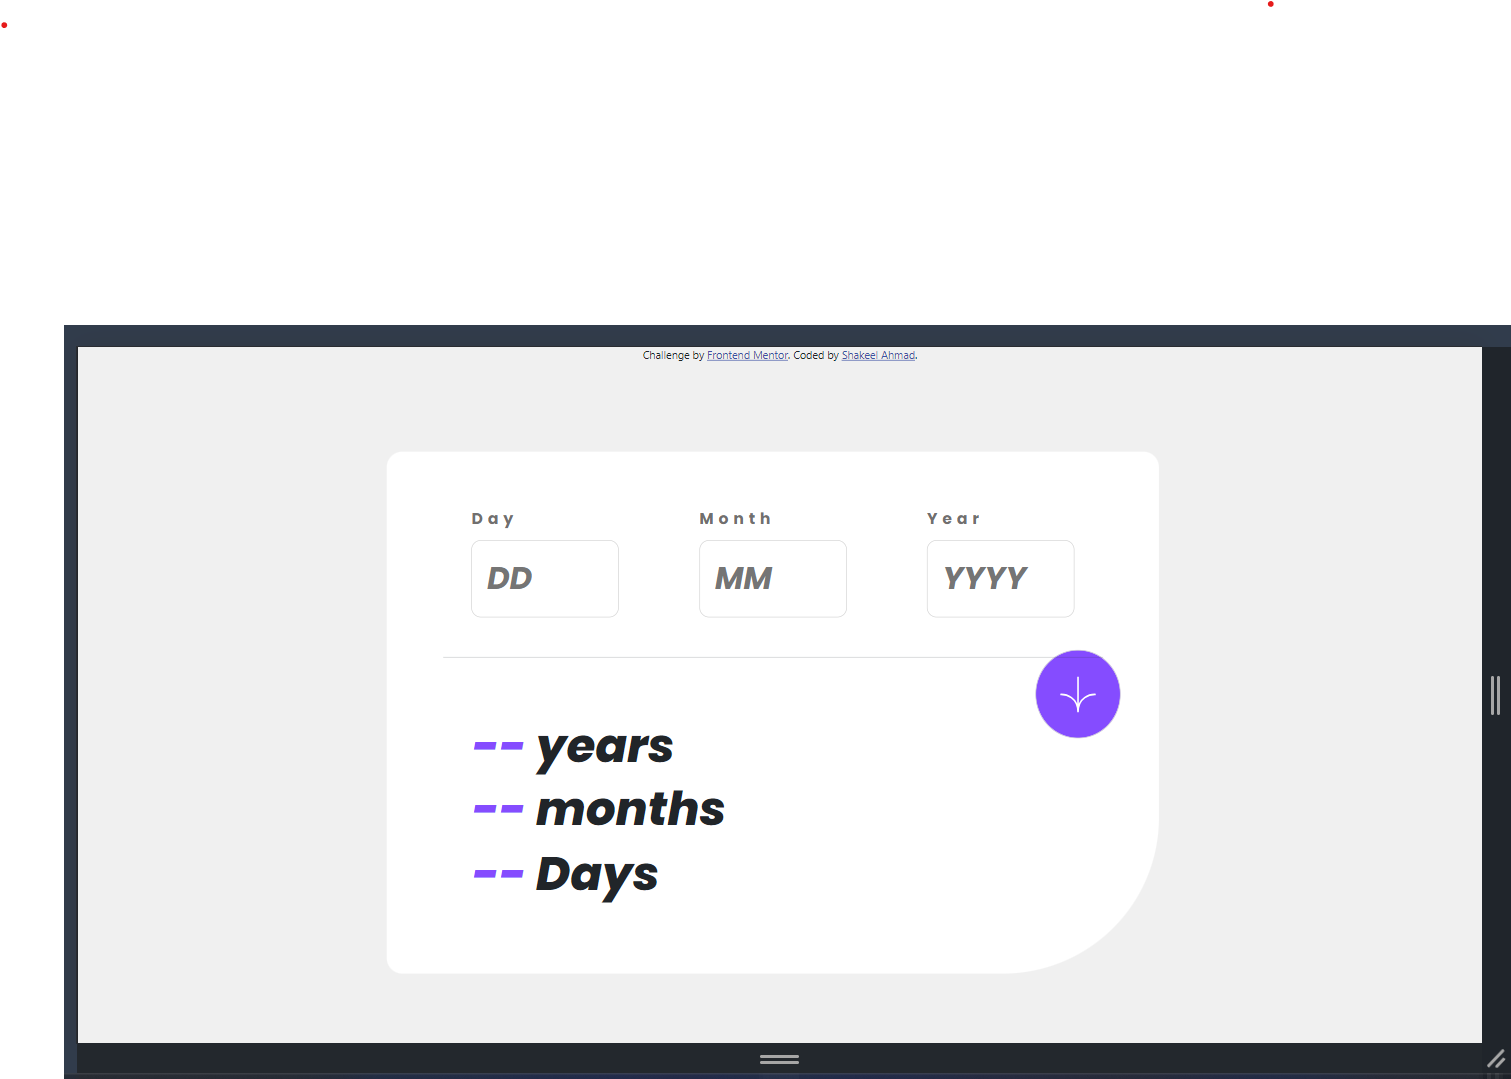 Challenge by Frontend Mentor. Coded by Shakeel Ahmad.
Day Month Year
DD MM YYYY
-- years
-- months
-- Days